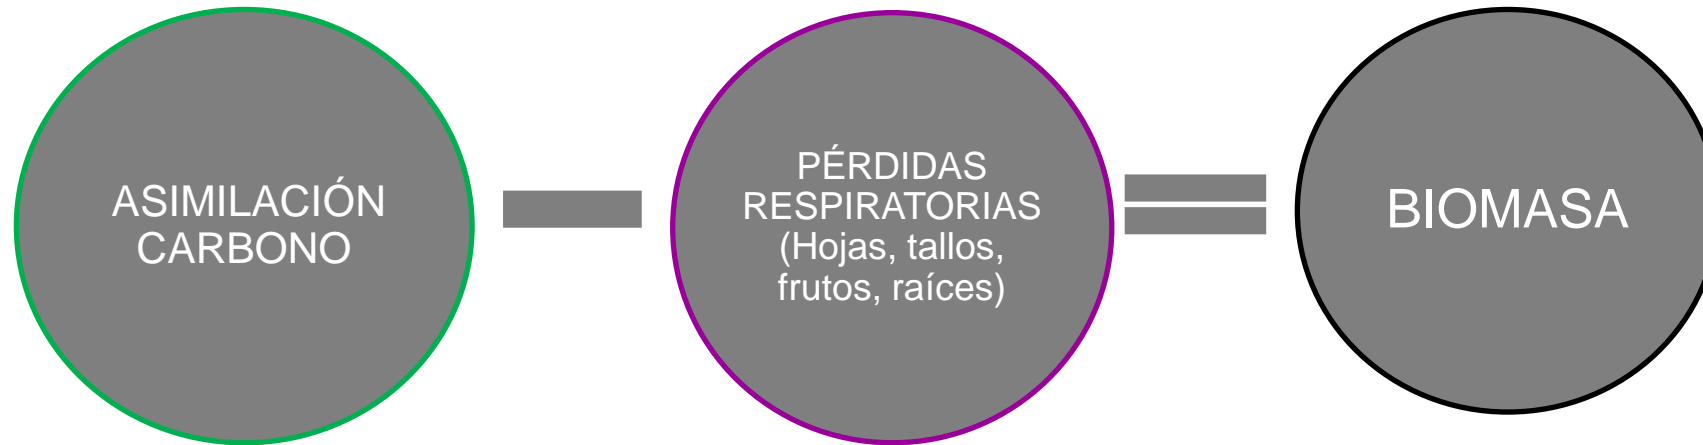 ASIMILACIÓN
CARBONO
PÉRDIDAS
RESPIRATORIAS
(Hojas, tallos,
frutos, raíces)
BIOMASA